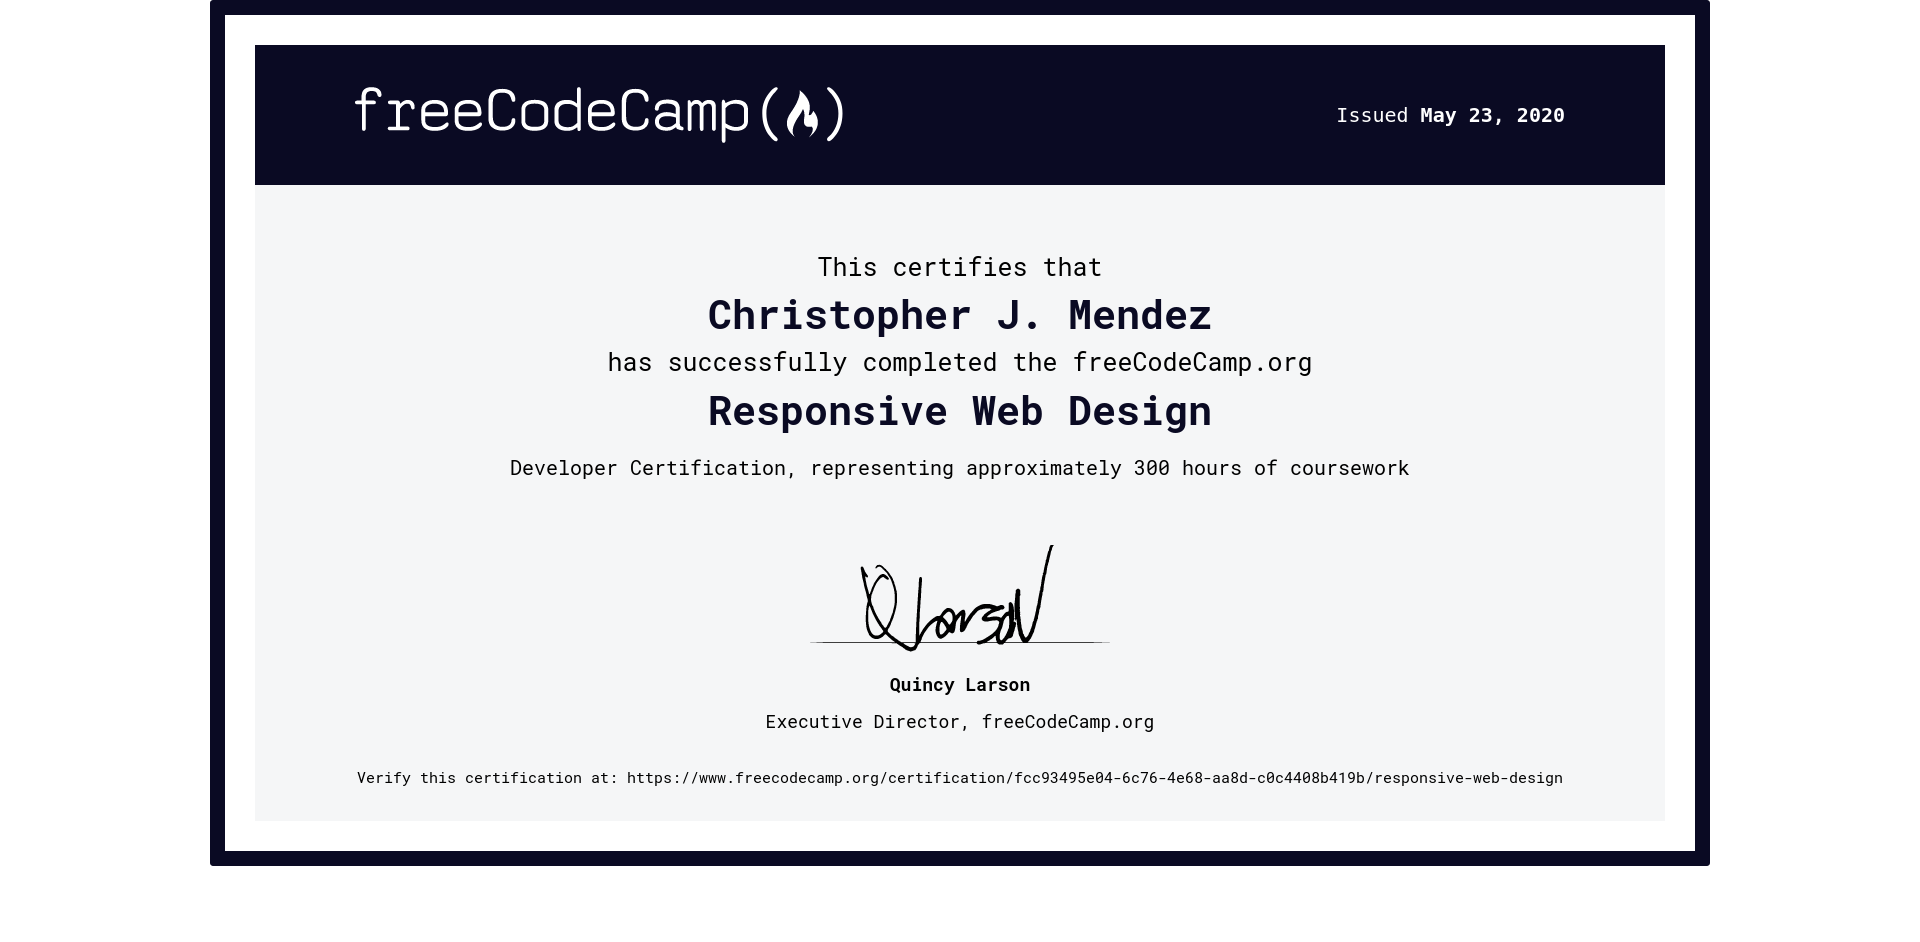 freeCodeCamp
Issued May 23, 2020
This certifies that
Christopher J. Mendez
has successfully completed the freeCodeCamp.org
Responsive Web Design
Developer Certification, representing approximately 300 hours of coursework
Q Larson
Quincy Larson
Executive Director, freeCodeCamp.org
Verify this certification at: https://www.freecodecamp.org/certification/fcc93495e04-6c76-4e68-aa8d-c0c4408b419b/responsive-web-design